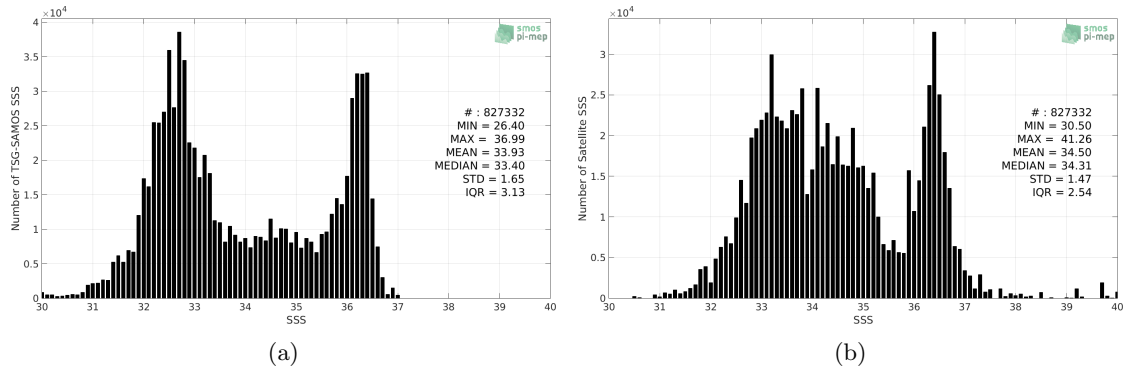 ×10⁴
4
3.5
3
2.5
2
1.5
1
0.5
0
Number of TSG-SAMOS SSS
30 31 32 33 34 35 36 37 38 39 40
SSS
smos
pi-mep
# : 827332
MIN = 26.40
MAX = 36.99
MEAN = 33.93
MEDIAN = 33.40
STD = 1.65
IQR = 3.13
(a)
×10⁴
3
2.5
2
1.5
1
0.5
0
Number of Satellite SSS
30 31 32 33 34 35 36 37 38 39 40
SSS
smos
pi-mep
# : 827332
MIN = 30.50
MAX = 41.26
MEAN = 34.50
MEDIAN = 34.31
STD = 1.47
IQR = 2.54
(b)